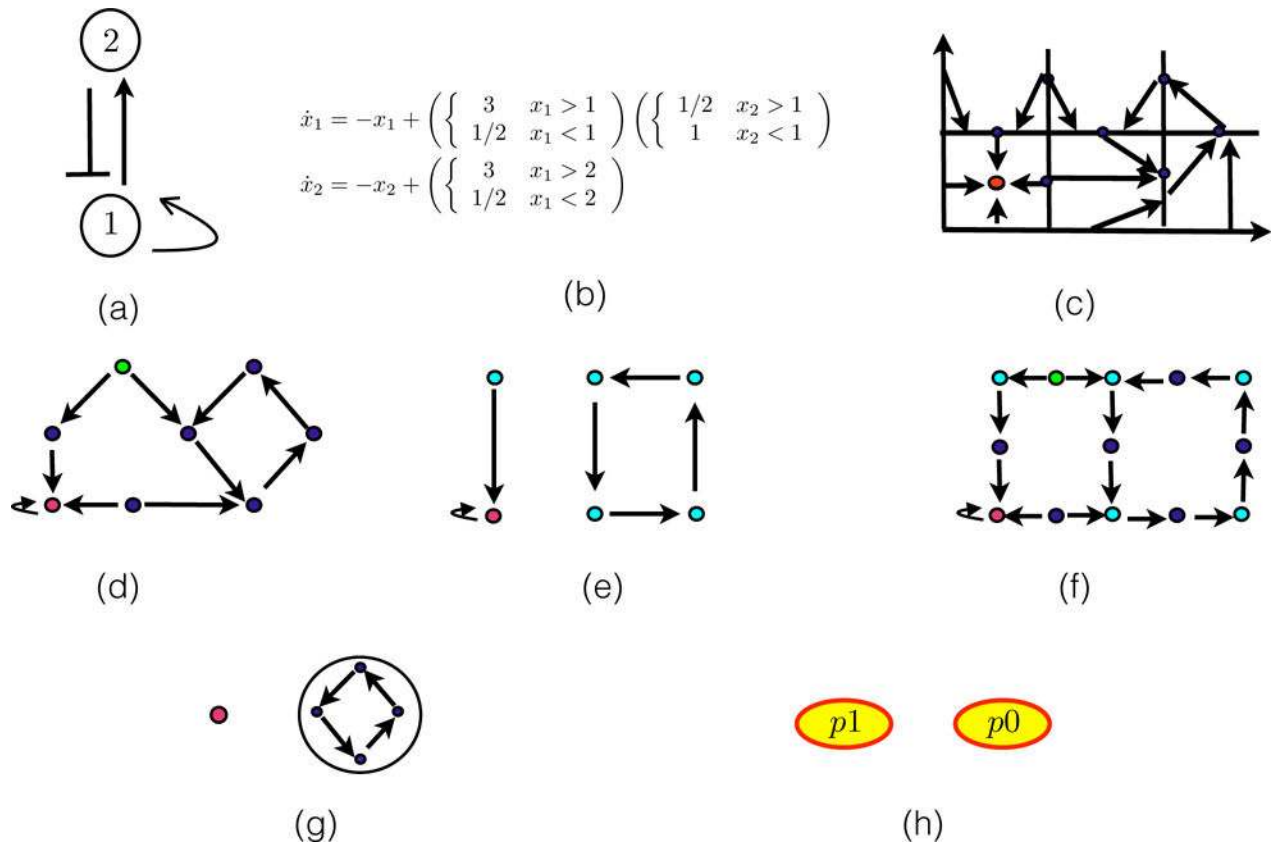 2
1
(a)
ẋ₁ = −x₁ + ( { 3 x₁ > 1
1/2 x₁ < 1 ) ( { 1/2 x₂ > 1
1 x₂ < 1 )
ẋ₂ = −x₂ + ( { 3 x₁ > 2
1/2 x₁ < 2 )
(b)
(c)
(d)
(e)
(f)
(g)
p1
p0
(h)